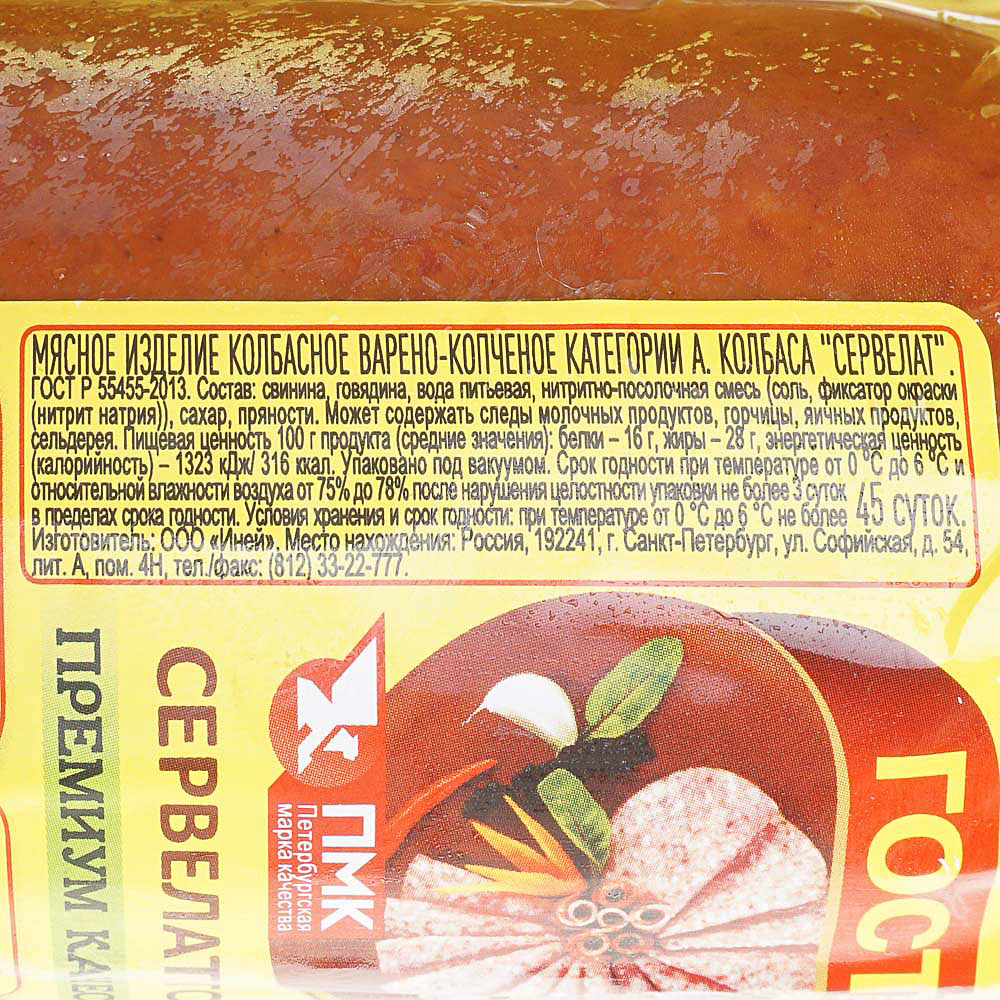 МЯСНОЕ ИЗДЕЛИЕ КОЛБАСНОЕ ВАРЕНО-КОПЧЕНОЕ КАТЕГОРИИ А. КОЛБАСА "СЕРВЕЛАТ".
ГОСТ Р 55455-2013. Состав: свинина, говядина, вода питьевая, нитритно-посолочная смесь (соль, фиксатор окраски
(нитрит натрия)), сахар, пряности. Может содержать следы молочных продуктов, горчицы, яичных продуктов,
сельдерея. Пищевая ценность 100 г продукта (средние значения): белки – 16 г, жиры – 28 г, энергетическая ценность
(калорийность) – 1323 кДж/ 316 ккал. Упаковано под вакуумом. Срок годности при температуре от 0 °С до 6 °С и
относительной влажности воздуха от 75% до 78% после нарушения целостности упаковки не более 3 суток
в пределах срока годности. Условия хранения и срок годности: при температуре от 0 °С до 6 °С не более 45 суток.
Изготовитель: ООО «Иней». Место нахождения: Россия, 192241, г. Санкт-Петербург, ул. Софийская, д. 54,
лит. А, пом. 4Н, тел./факс: (812) 33-22-777.
ГОСТ
ПМК
Петербургская
марка качества
СЕРВЕЛАТ
ПРЕМИУМ